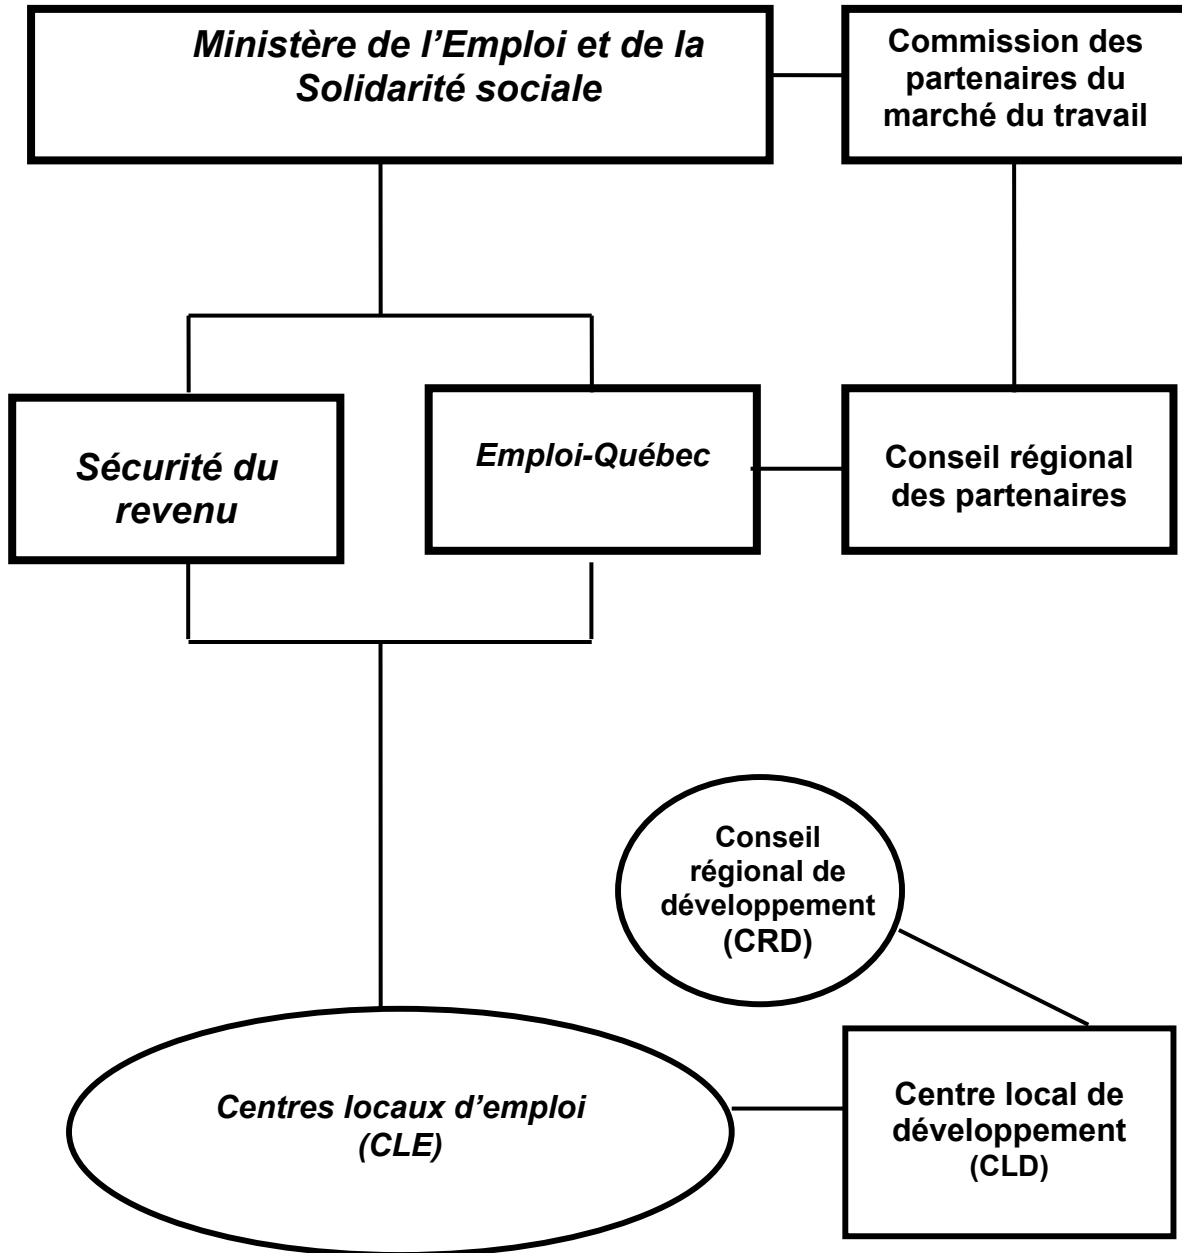 Ministère de l’Emploi et de la
Solidarité sociale
Commission des
partenaires du
marché du travail
Sécurité du
revenu
Emploi-Québec
Conseil régional
des partenaires
Conseil
régional de
développement
(CRD)
Centres locaux d’emploi
(CLE)
Centre local de
développement
(CLD)